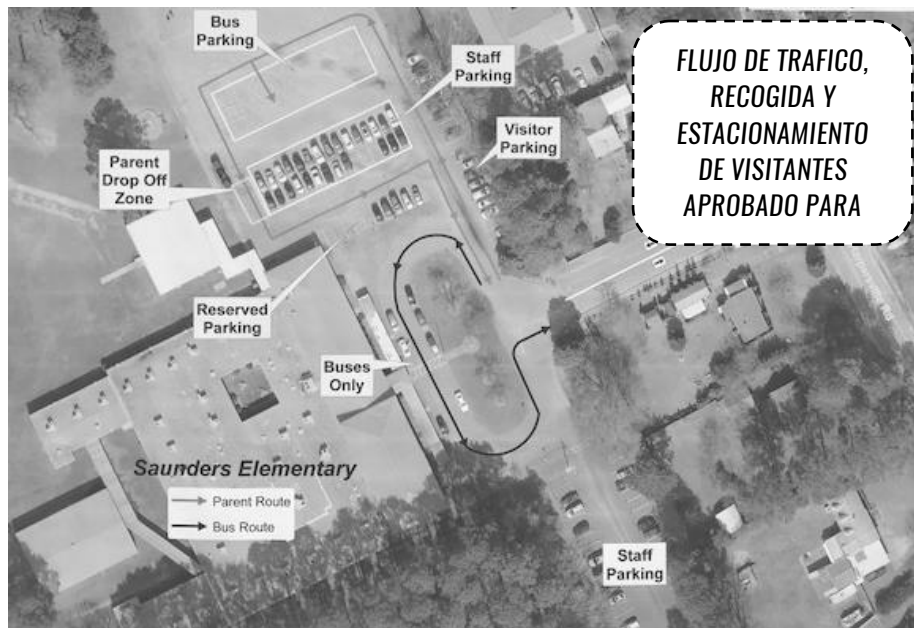 Bus
Parking
Staff
Parking
FLUJO DE TRAFICO,
RECOGIDA Y
ESTACIONAMIENTO
DE VISITANTES
APROBADO PARA
Visitor
Parking
Parent
Drop Off
Zone
Reserved
Parking
Buses
Only
Saunders Elementary
Parent Route
Bus Route
Staff
Parking